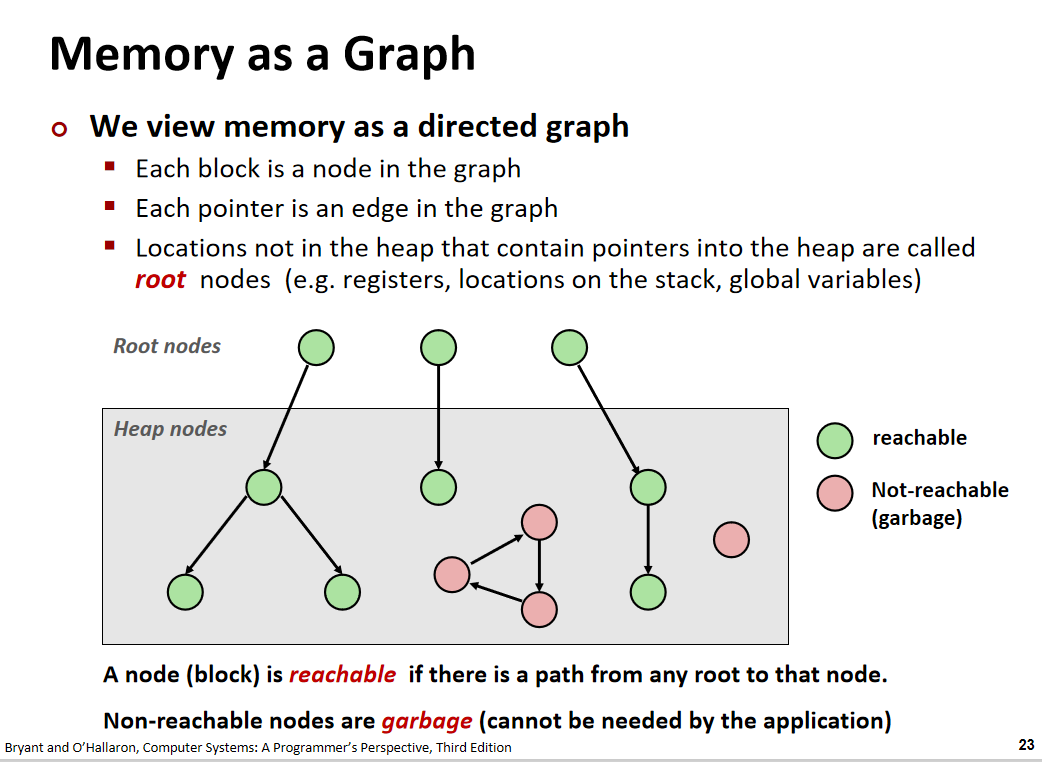 Memory as a Graph
We view memory as a directed graph
Each block is a node in the graph
Each pointer is an edge in the graph
Locations not in the heap that contain pointers into the heap are called
root nodes (e.g. registers, locations on the stack, global variables)
Root nodes
Heap nodes
reachable
Not-reachable
(garbage)
A node (block) is reachable if there is a path from any root to that node.
Non-reachable nodes are garbage (cannot be needed by the application)
Bryant and O'Hallaron, Computer Systems: A Programmer's Perspective, Third Edition
23